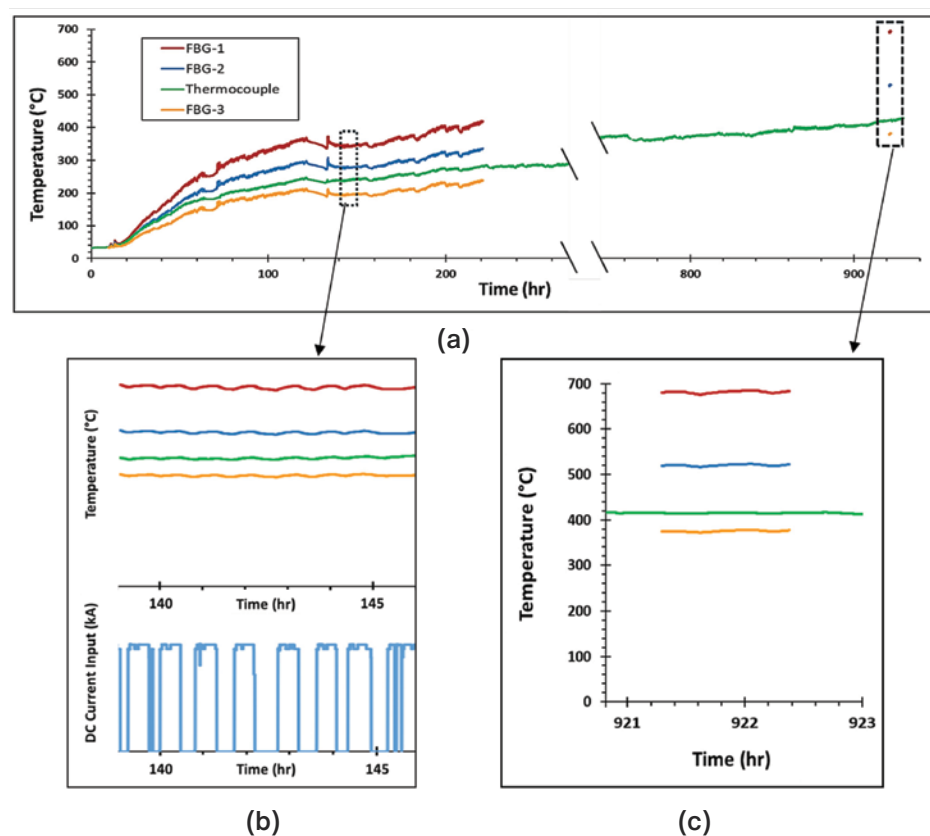 700
600
500
400
300
200
100
0
Temperature (°C)
FBG-1
FBG-2
Thermocouple
FBG-3
0 100 200 800 900
Time (hr)
(a)
Temperature (°C)
140 Time (hr) 145
DC Current Input (kA)
140 Time (hr) 145
(b)
700
600
500
400
300
200
100
0
Temperature (°C)
921 922 923
Time (hr)
(c)